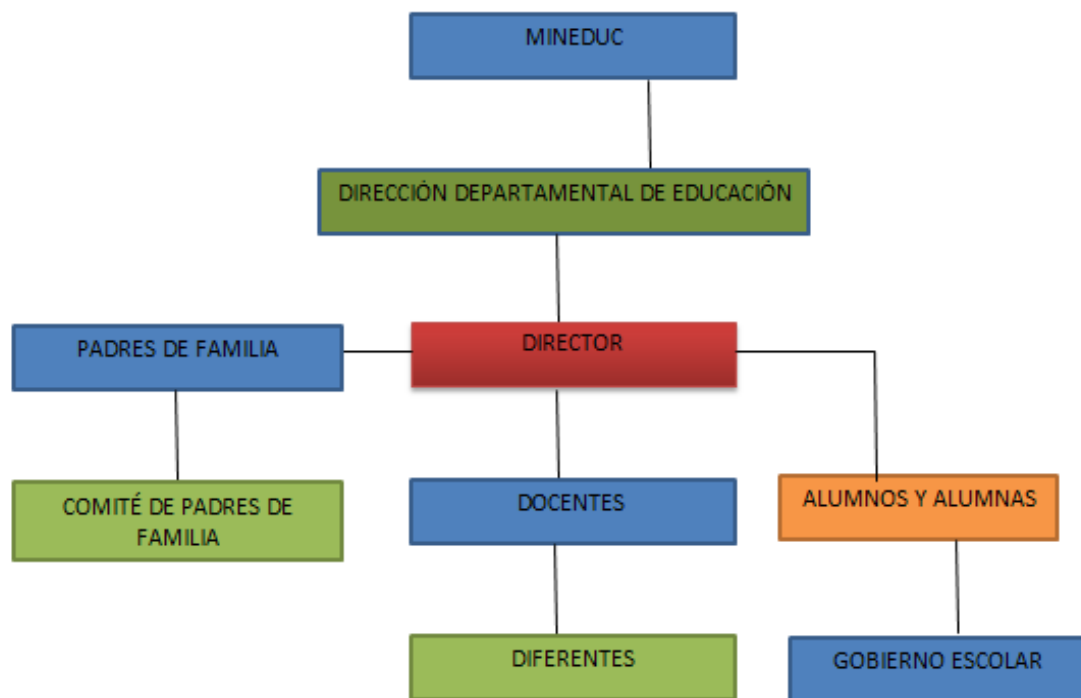 MINEDUC
DIRECCIÓN DEPARTAMENTAL DE EDUCACIÓN
PADRES DE FAMILIA
DIRECTOR
COMITÉ DE PADRES DE
FAMILIA
DOCENTES
ALUMNOS Y ALUMNAS
DIFERENTES
GOBIERNO ESCOLAR